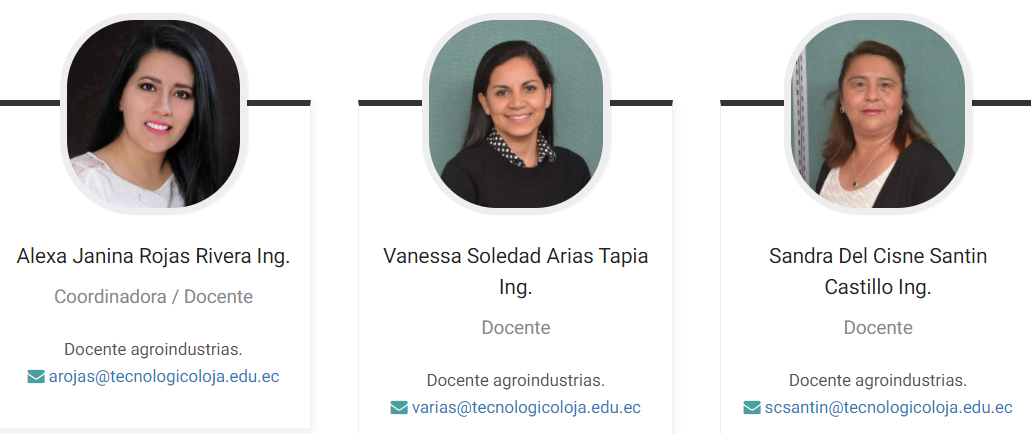 Alexa Janina Rojas Rivera Ing.
Coordinadora / Docente
Docente agroindustrias.
arojas@tecnologicoloja.edu.ec
Vanessa Soledad Arias Tapia
Ing.
Docente
Docente agroindustrias.
varias@tecnologicoloja.edu.ec
Sandra Del Cisne Santin
Castillo Ing.
Docente
Docente agroindustrias.
scsantin@tecnologicoloja.edu.ec